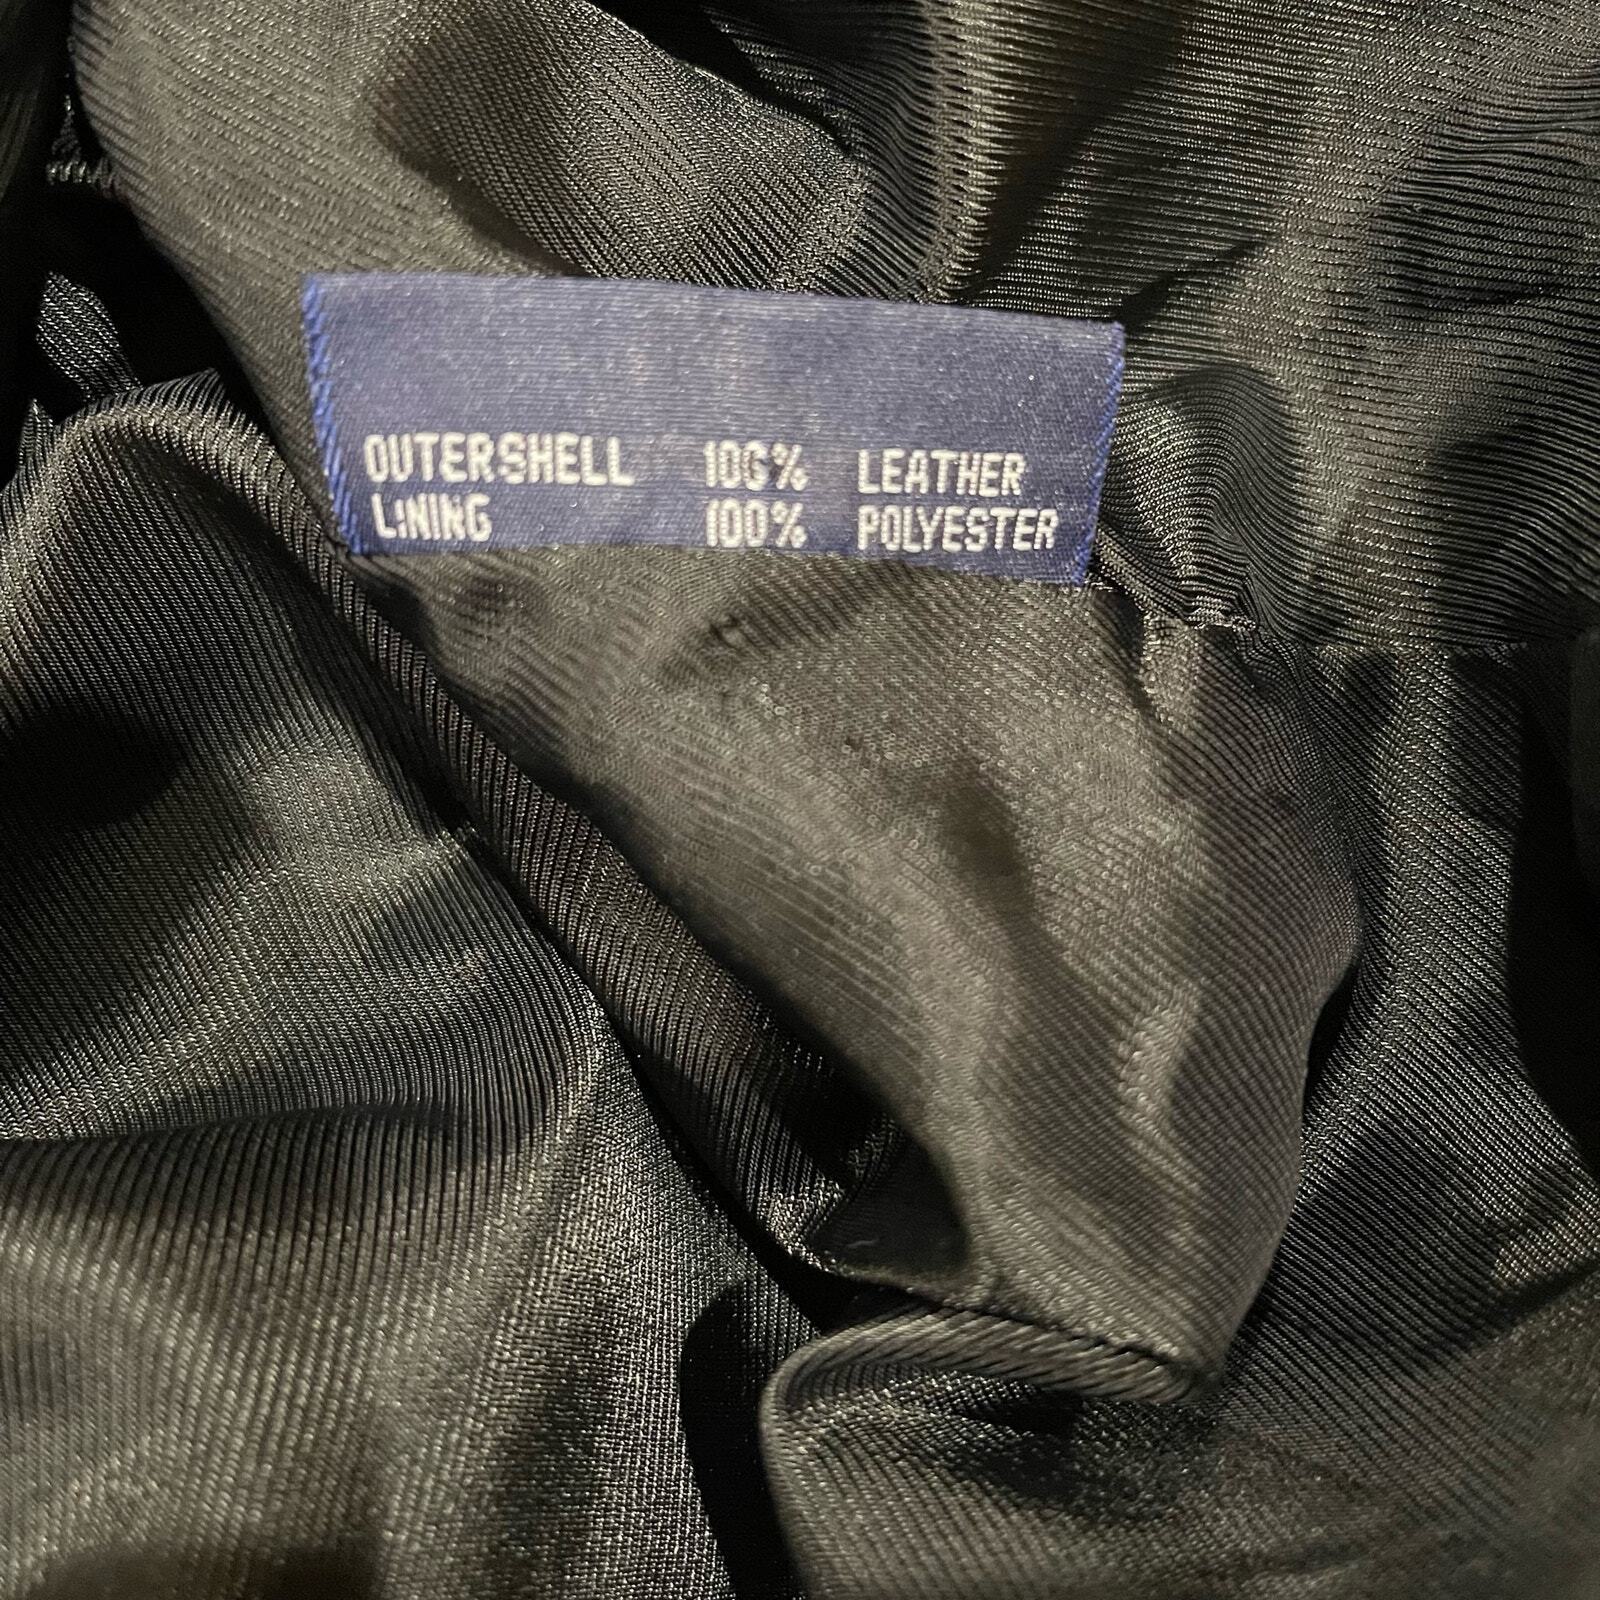 OUTERSHELL 100% LEATHER
LINING 100% POLYESTER